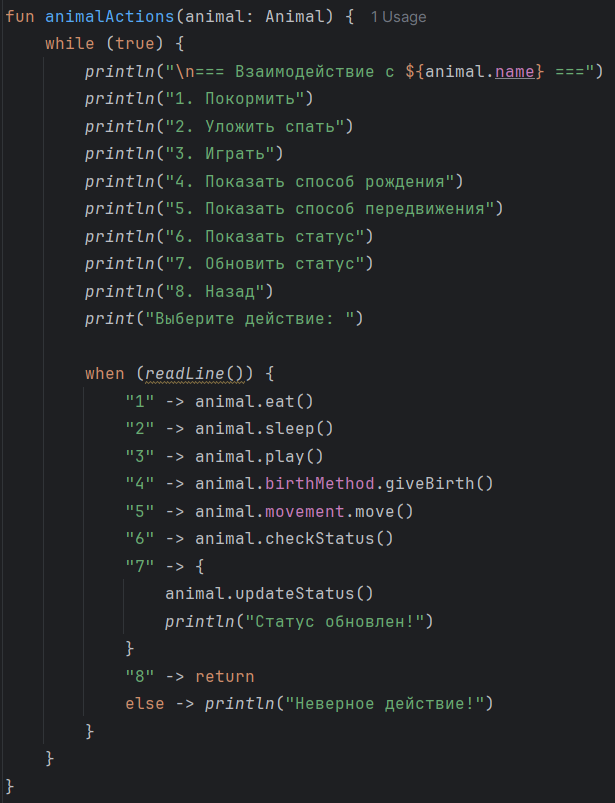 fun animalActions(animal: Animal) {   1 Usage
    while (true) {
        println("\n=== Взаимодействие с ${animal.name} ===")
        println("1. Покормить")
        println("2. Уложить спать")
        println("3. Играть")
        println("4. Показать способ рождения")
        println("5. Показать способ передвижения")
        println("6. Показать статус")
        println("7. Обновить статус")
        println("8. Назад")
        print("Выберите действие: ")

        when (readLine()) {
            "1" -> animal.eat()
            "2" -> animal.sleep()
            "3" -> animal.play()
            "4" -> animal.birthMethod.giveBirth()
            "5" -> animal.movement.move()
            "6" -> animal.checkStatus()
            "7" -> {
                animal.updateStatus()
                println("Статус обновлен!")
            }
            "8" -> return
            else -> println("Неверное действие!")
        }
    }
}